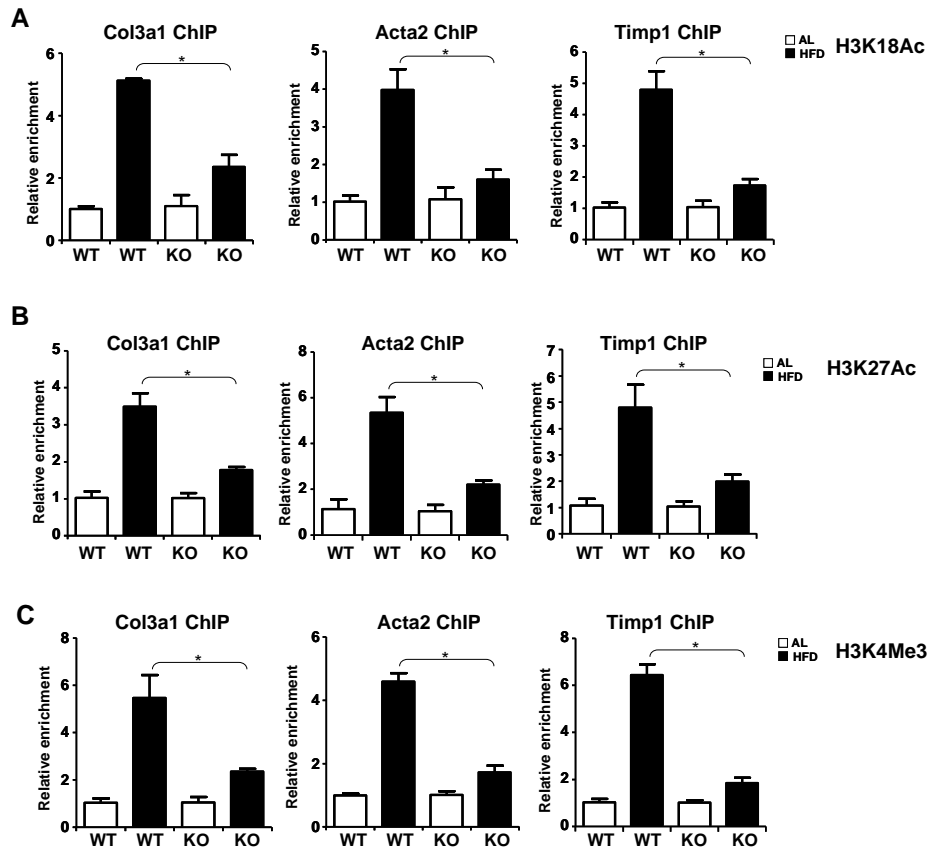 A
Col3a1 ChIP
Acta2 ChIP
Timp1 ChIP
AL
HFD
H3K18Ac
Relative enrichment
6
4
2
0
*
WT WT KO KO
Relative enrichment
5
4
3
2
1
0
*
WT WT KO KO
Relative enrichment
6
5
4
3
2
1
0
*
WT WT KO KO
B
Col3a1 ChIP
Acta2 ChIP
Timp1 ChIP
AL
HFD
H3K27Ac
Relative enrichment
5
4
3
2
1
0
*
WT WT KO KO
Relative enrichment
8
6
4
2
0
*
WT WT KO KO
Relative enrichment
7
6
5
4
3
2
1
0
*
WT WT KO KO
C
Col3a1 ChIP
Acta2 ChIP
Timp1 ChIP
AL
HFD
H3K4Me3
Relative enrichment
8
6
4
2
0
*
WT WT KO KO
Relative enrichment
6
4
2
0
*
WT WT KO KO
Relative enrichment
8
6
4
2
0
*
WT WT KO KO